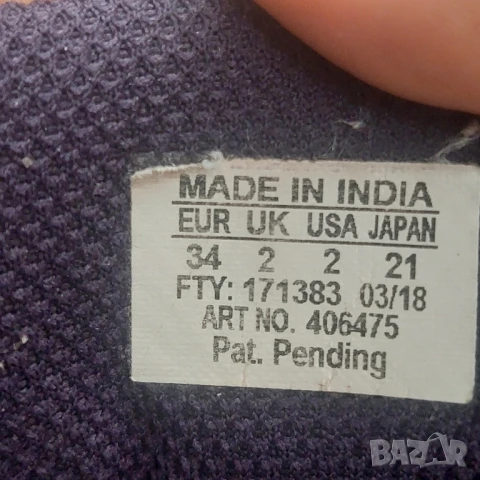 MADE IN INDIA
EUR UK USA JAPAN
34 2 2 21
FTY: 171383 03/18
ART NO. 406475
Pat. Pending
BAZAR